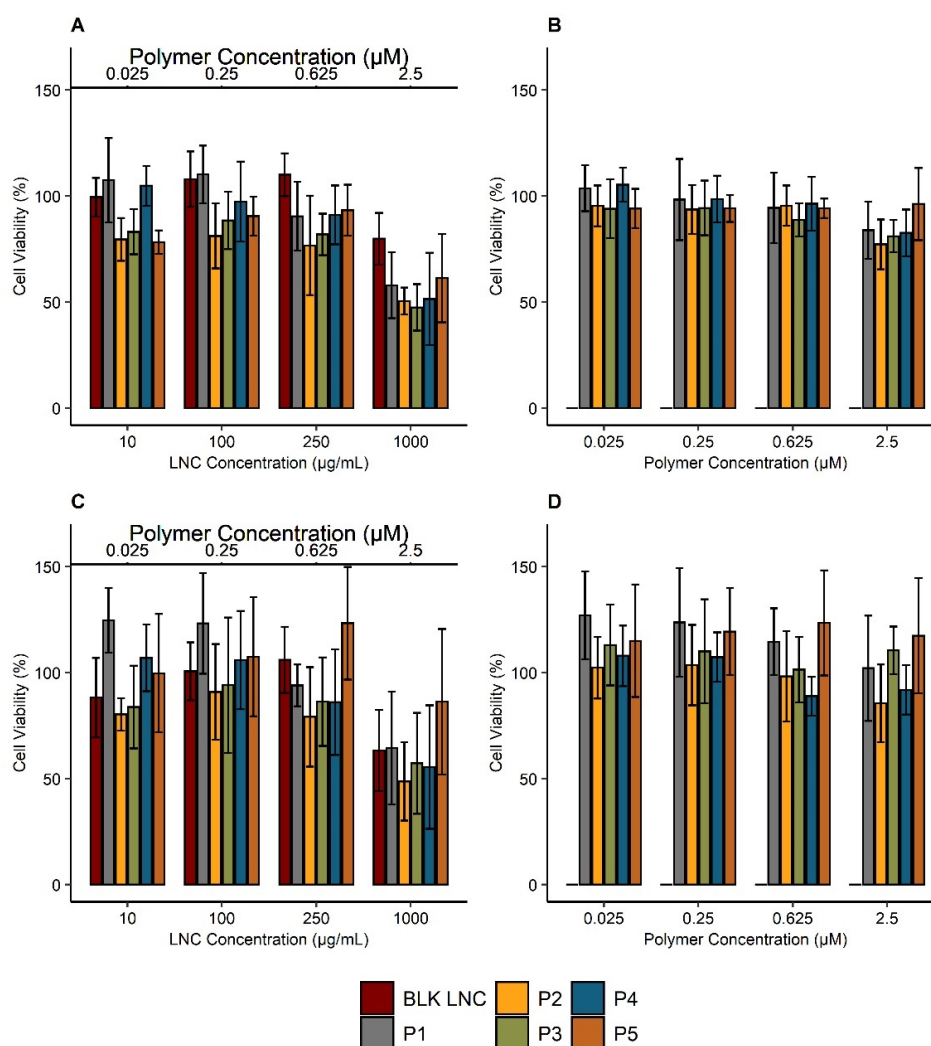 A
Polymer Concentration (µM)
0.025 0.25 0.625 2.5
150
100
50
0
Cell Viability (%)
10 100 250 1000
LNC Concentration (µg/mL)
B
150
100
50
0
Cell Viability (%)
0.025 0.25 0.625 2.5
Polymer Concentration (µM)
C
Polymer Concentration (µM)
0.025 0.25 0.625 2.5
150
100
50
0
Cell Viability (%)
10 100 250 1000
LNC Concentration (µg/mL)
D
150
100
50
0
Cell Viability (%)
0.025 0.25 0.625 2.5
Polymer Concentration (µM)
BLK LNC P2 P4
P1 P3 P5